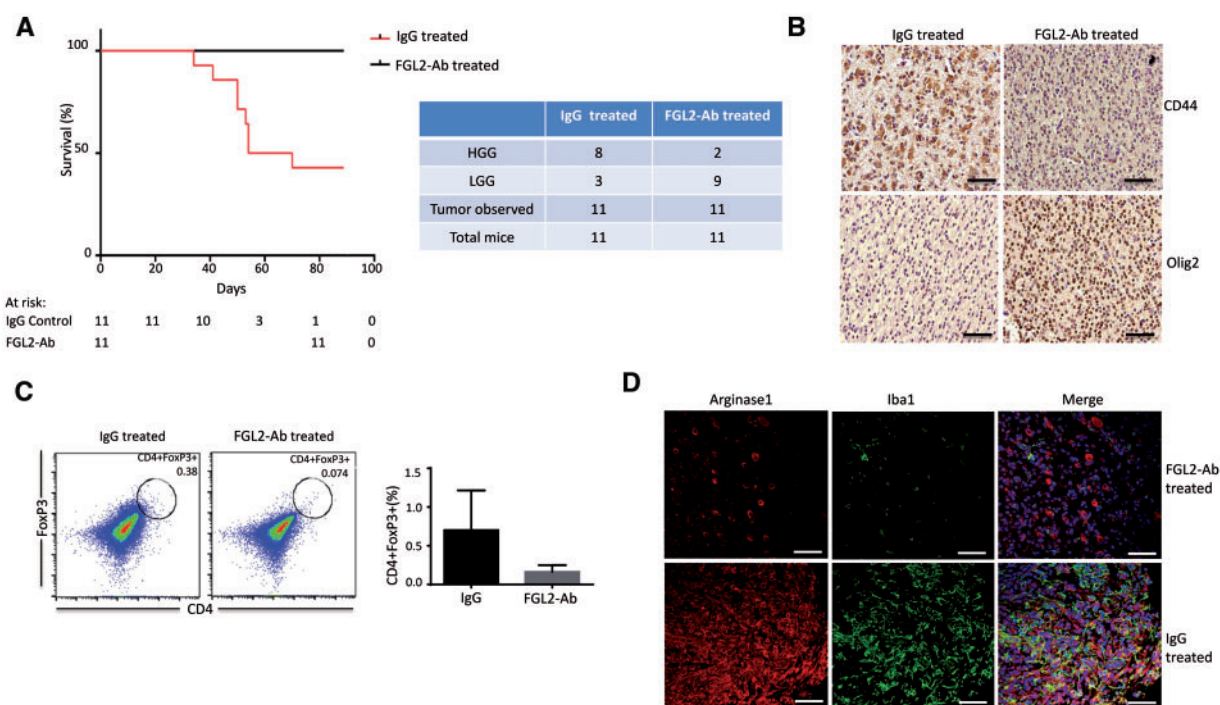 A
100
50
0
Survival (%)
0 20 40 60 80 100
Days
IgG treated
FGL2-Ab treated
At risk:
IgG Control 11 11 10 3 1 0
FGL2-Ab 11 11 0
IgG treated FGL2-Ab treated
HGG 8 2
LGG 3 9
Tumor observed 11 11
Total mice 11 11
B
IgG treated FGL2-Ab treated
CD44
Olig2
C
IgG treated FGL2-Ab treated
CD4+FoxP3+
0.38
CD4+FoxP3+
0.074
FoxP3
CD4
CD4+FoxP3+(%)
1.5
1.0
0.5
0.0
IgG FGL2-Ab
D
Arginase1 Iba1 Merge
FGL2-Ab
treated
IgG
treated